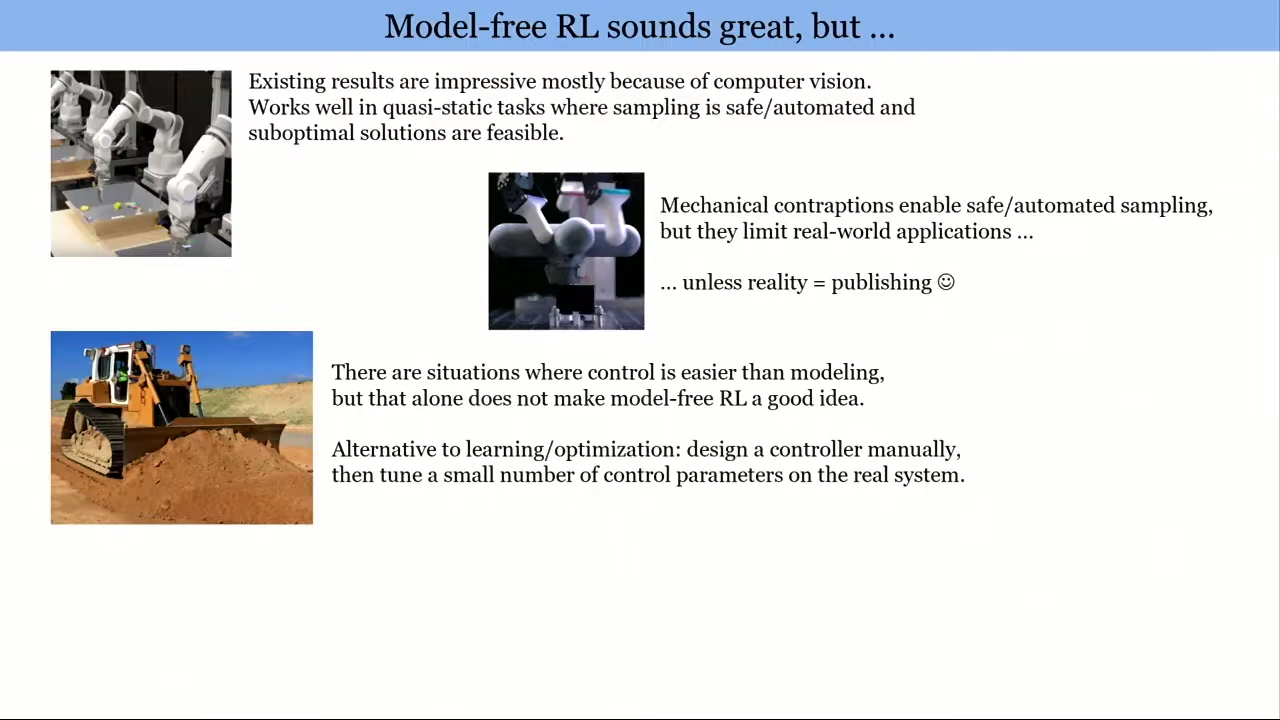 Model-free RL sounds great, but ...
Existing results are impressive mostly because of computer vision.
Works well in quasi-static tasks where sampling is safe/automated and
suboptimal solutions are feasible.
Mechanical contraptions enable safe/automated sampling,
but they limit real-world applications ...
... unless reality = publishing ☺
There are situations where control is easier than modeling,
but that alone does not make model-free RL a good idea.
Alternative to learning/optimization: design a controller manually,
then tune a small number of control parameters on the real system.